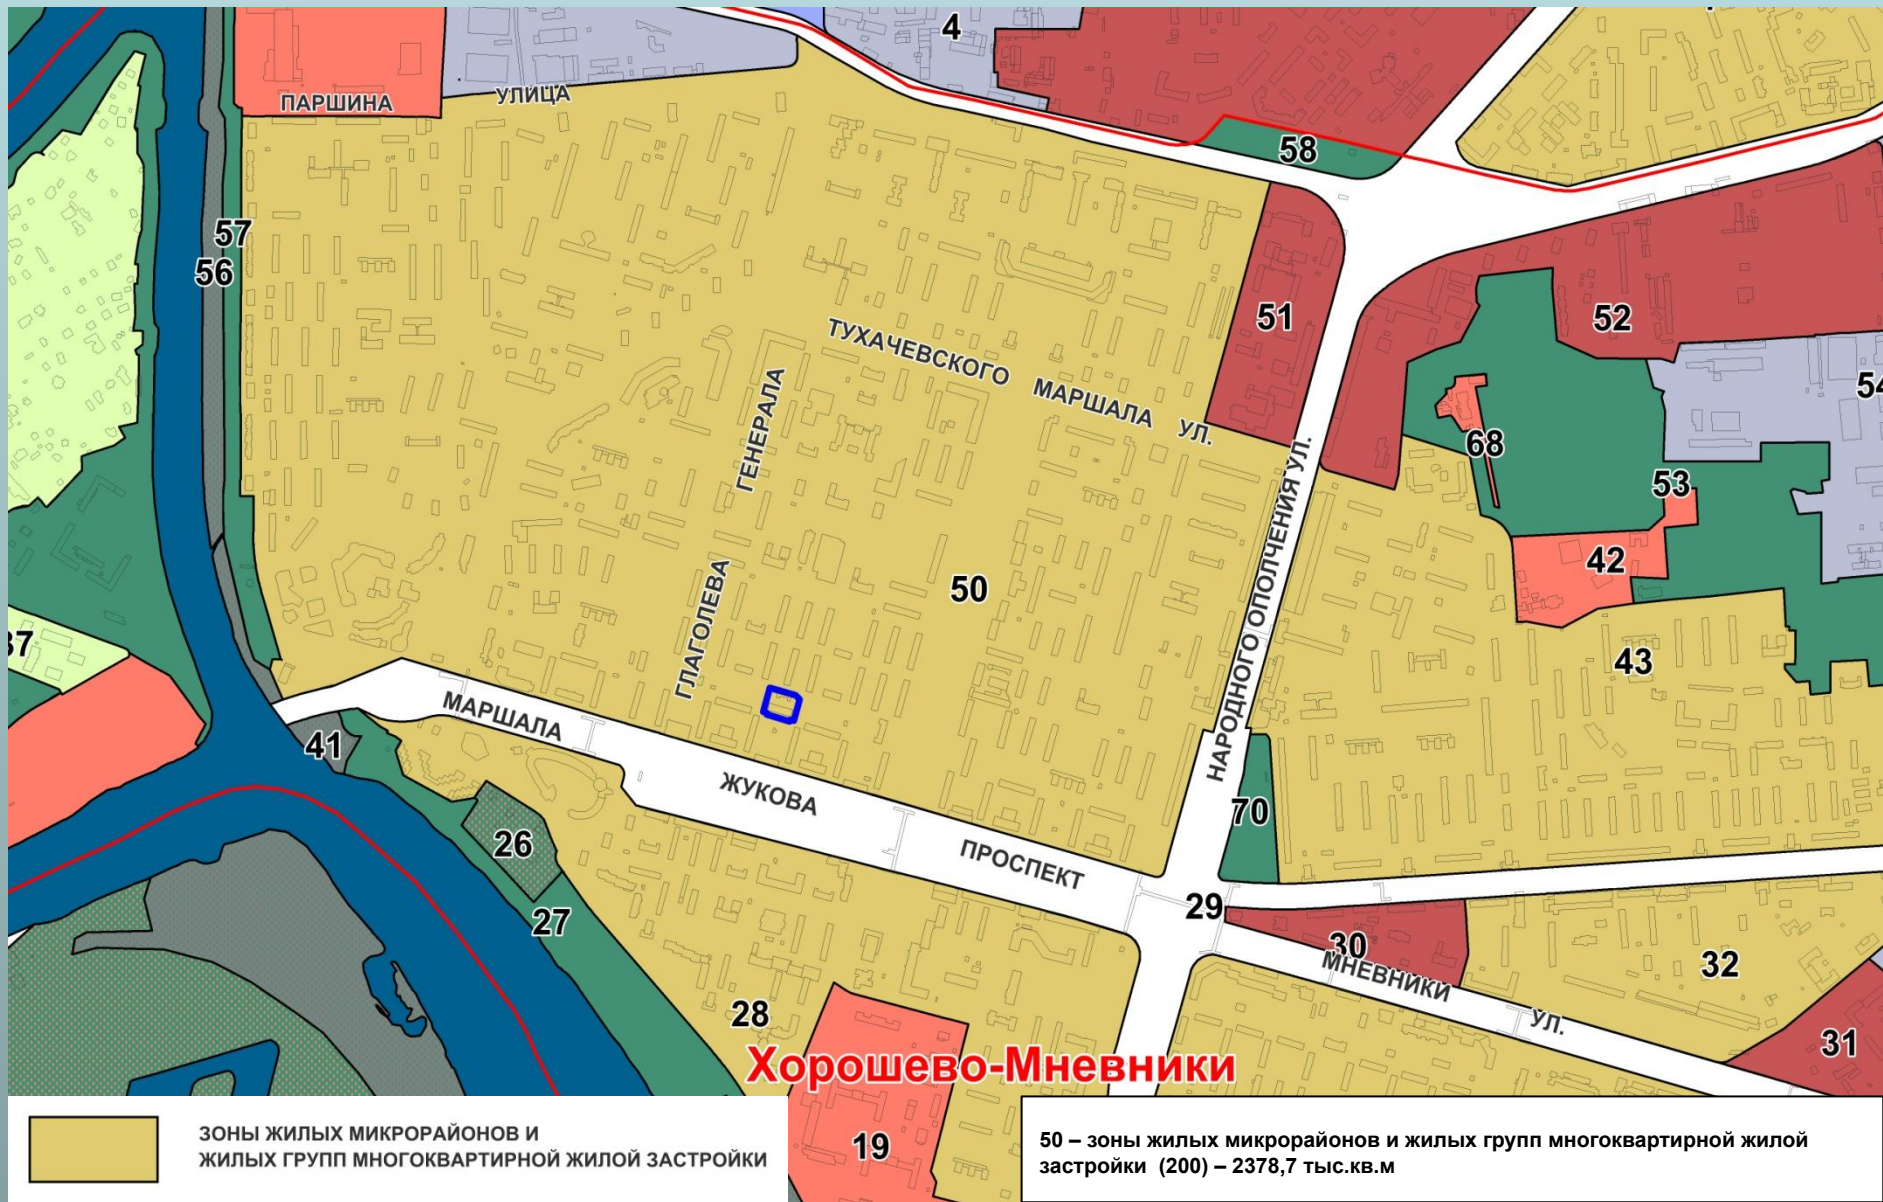 4
ПАРШИНА
УЛИЦА
58
57
56
51
52
ТУХАЧЕВСКОГО
МАРШАЛА
УЛ.
54
ГЕНЕРАЛА
68
53
НАРОДНОГО ОПОЛЧЕНИЯ УЛ.
42
50
ГЛАГОЛЕВА
37
43
МАРШАЛА
41
ЖУКОВА
70
26
ПРОСПЕКТ
27
29
30
МНЕВНИКИ
УЛ.
32
28
31
Хорошево-Мневники
19
ЗОНЫ ЖИЛЫХ МИКРОРАЙОНОВ И
ЖИЛЫХ ГРУПП МНОГОКВАРТИРНОЙ ЖИЛОЙ ЗАСТРОЙКИ
50 – зоны жилых микрорайонов и жилых групп многоквартирной жилой
застройки (200) – 2378,7 тыс.кв.м